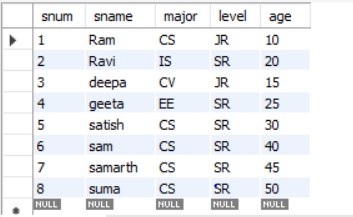 snum sname major level age
1 Ram CS JR 10
2 Ravi IS SR 20
3 deepa CV JR 15
4 geeta EE SR 25
5 satish CS SR 30
6 sam CS SR 40
7 samarth CS SR 45
8 suma CS SR 50
NULL NULL NULL NULL NULL